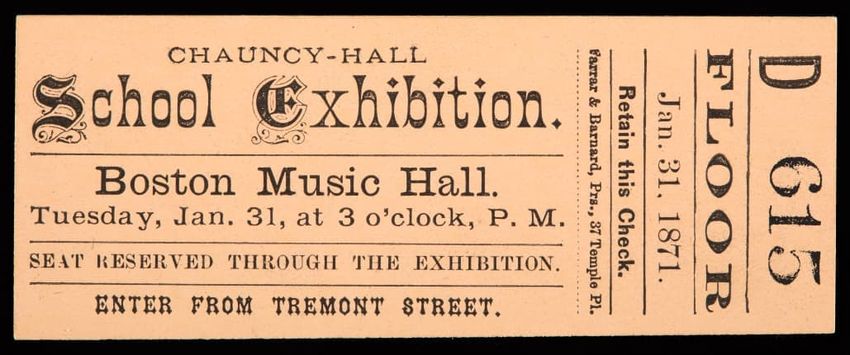 CHAUNCY-HALL
School Exhibition.
Boston Music Hall.
Tuesday, Jan. 31, at 3 o'clock, P. M.
SEAT RESERVED THROUGH THE EXHIBITION.
ENTER FROM TREMONT STREET.
Farrar & Barnard, Prs., 37 Temple Pl.
Retain this Check.
Jan. 31, 1871.
FLOOR
D 615